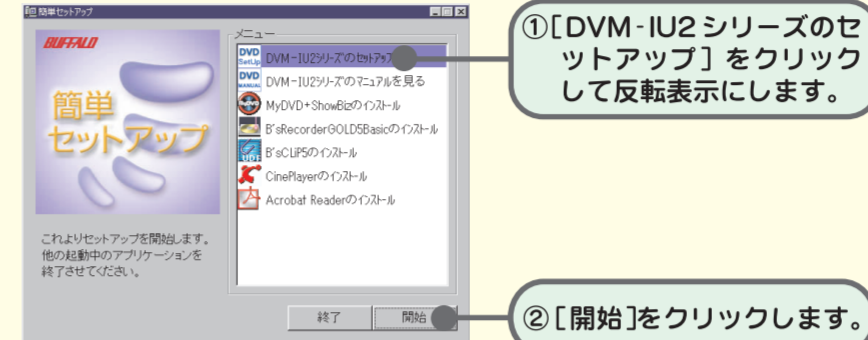 簡単セットアップ
BUFFALO
簡単
セットアップ
これよりセットアップを開始します。
他の起動中のアプリケーションを
終了させてください。
メニュー
DVD SetUp DVM-IU2ｼﾘｰｽﾞのｾｯﾄｱｯﾌﾟ
DVD MANUAL DVM-IU2ｼﾘｰｽﾞのﾏﾆｭｱﾙを見る
MyDVD+ShowBizのｲﾝｽﾄｰﾙ
B'sRecorderGOLD5Basicのｲﾝｽﾄｰﾙ
UDF B'sCLiP5のｲﾝｽﾄｰﾙ
CinePlayerのｲﾝｽﾄｰﾙ
Acrobat Readerのｲﾝｽﾄｰﾙ
終了 開始
①[DVM-IU2シリーズのセ
ットアップ]をクリック
して反転表示にします。
②[開始]をクリックします。